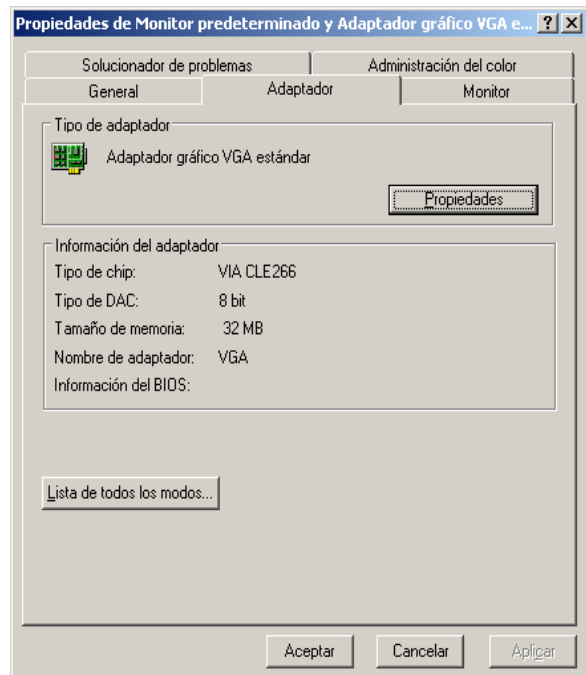 Propiedades de Monitor predeterminado y Adaptador gráfico VGA e...
Solucionador de problemas Administración del color
General Adaptador Monitor
Tipo de adaptador
Adaptador gráfico VGA estándar
Propiedades
Información del adaptador
Tipo de chip: VIA CLE266
Tipo de DAC: 8 bit
Tamaño de memoria: 32 MB
Nombre de adaptador: VGA
Información del BIOS:
Lista de todos los modos...
Aceptar Cancelar Aplicar